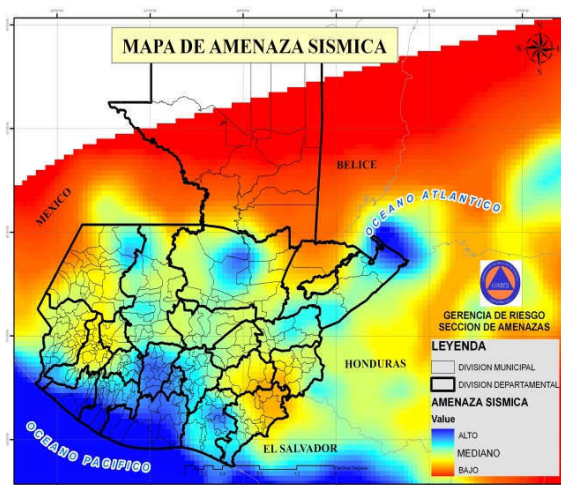 MAPA DE AMENAZA SISMICA
N
W
E
S
BELICE
MEXICO
OCEANO ATLANTICO
CONRED
GERENCIA DE RIESGO
SECCION DE AMENAZAS
LEYENDA
DIVISION MUNICIPAL
DIVISION DEPARTAMENTAL
AMENAZA SISMICA
Value
ALTO
MEDIANO
BAJO
HONDURAS
EL SALVADOR
OCEANO PACIFICO